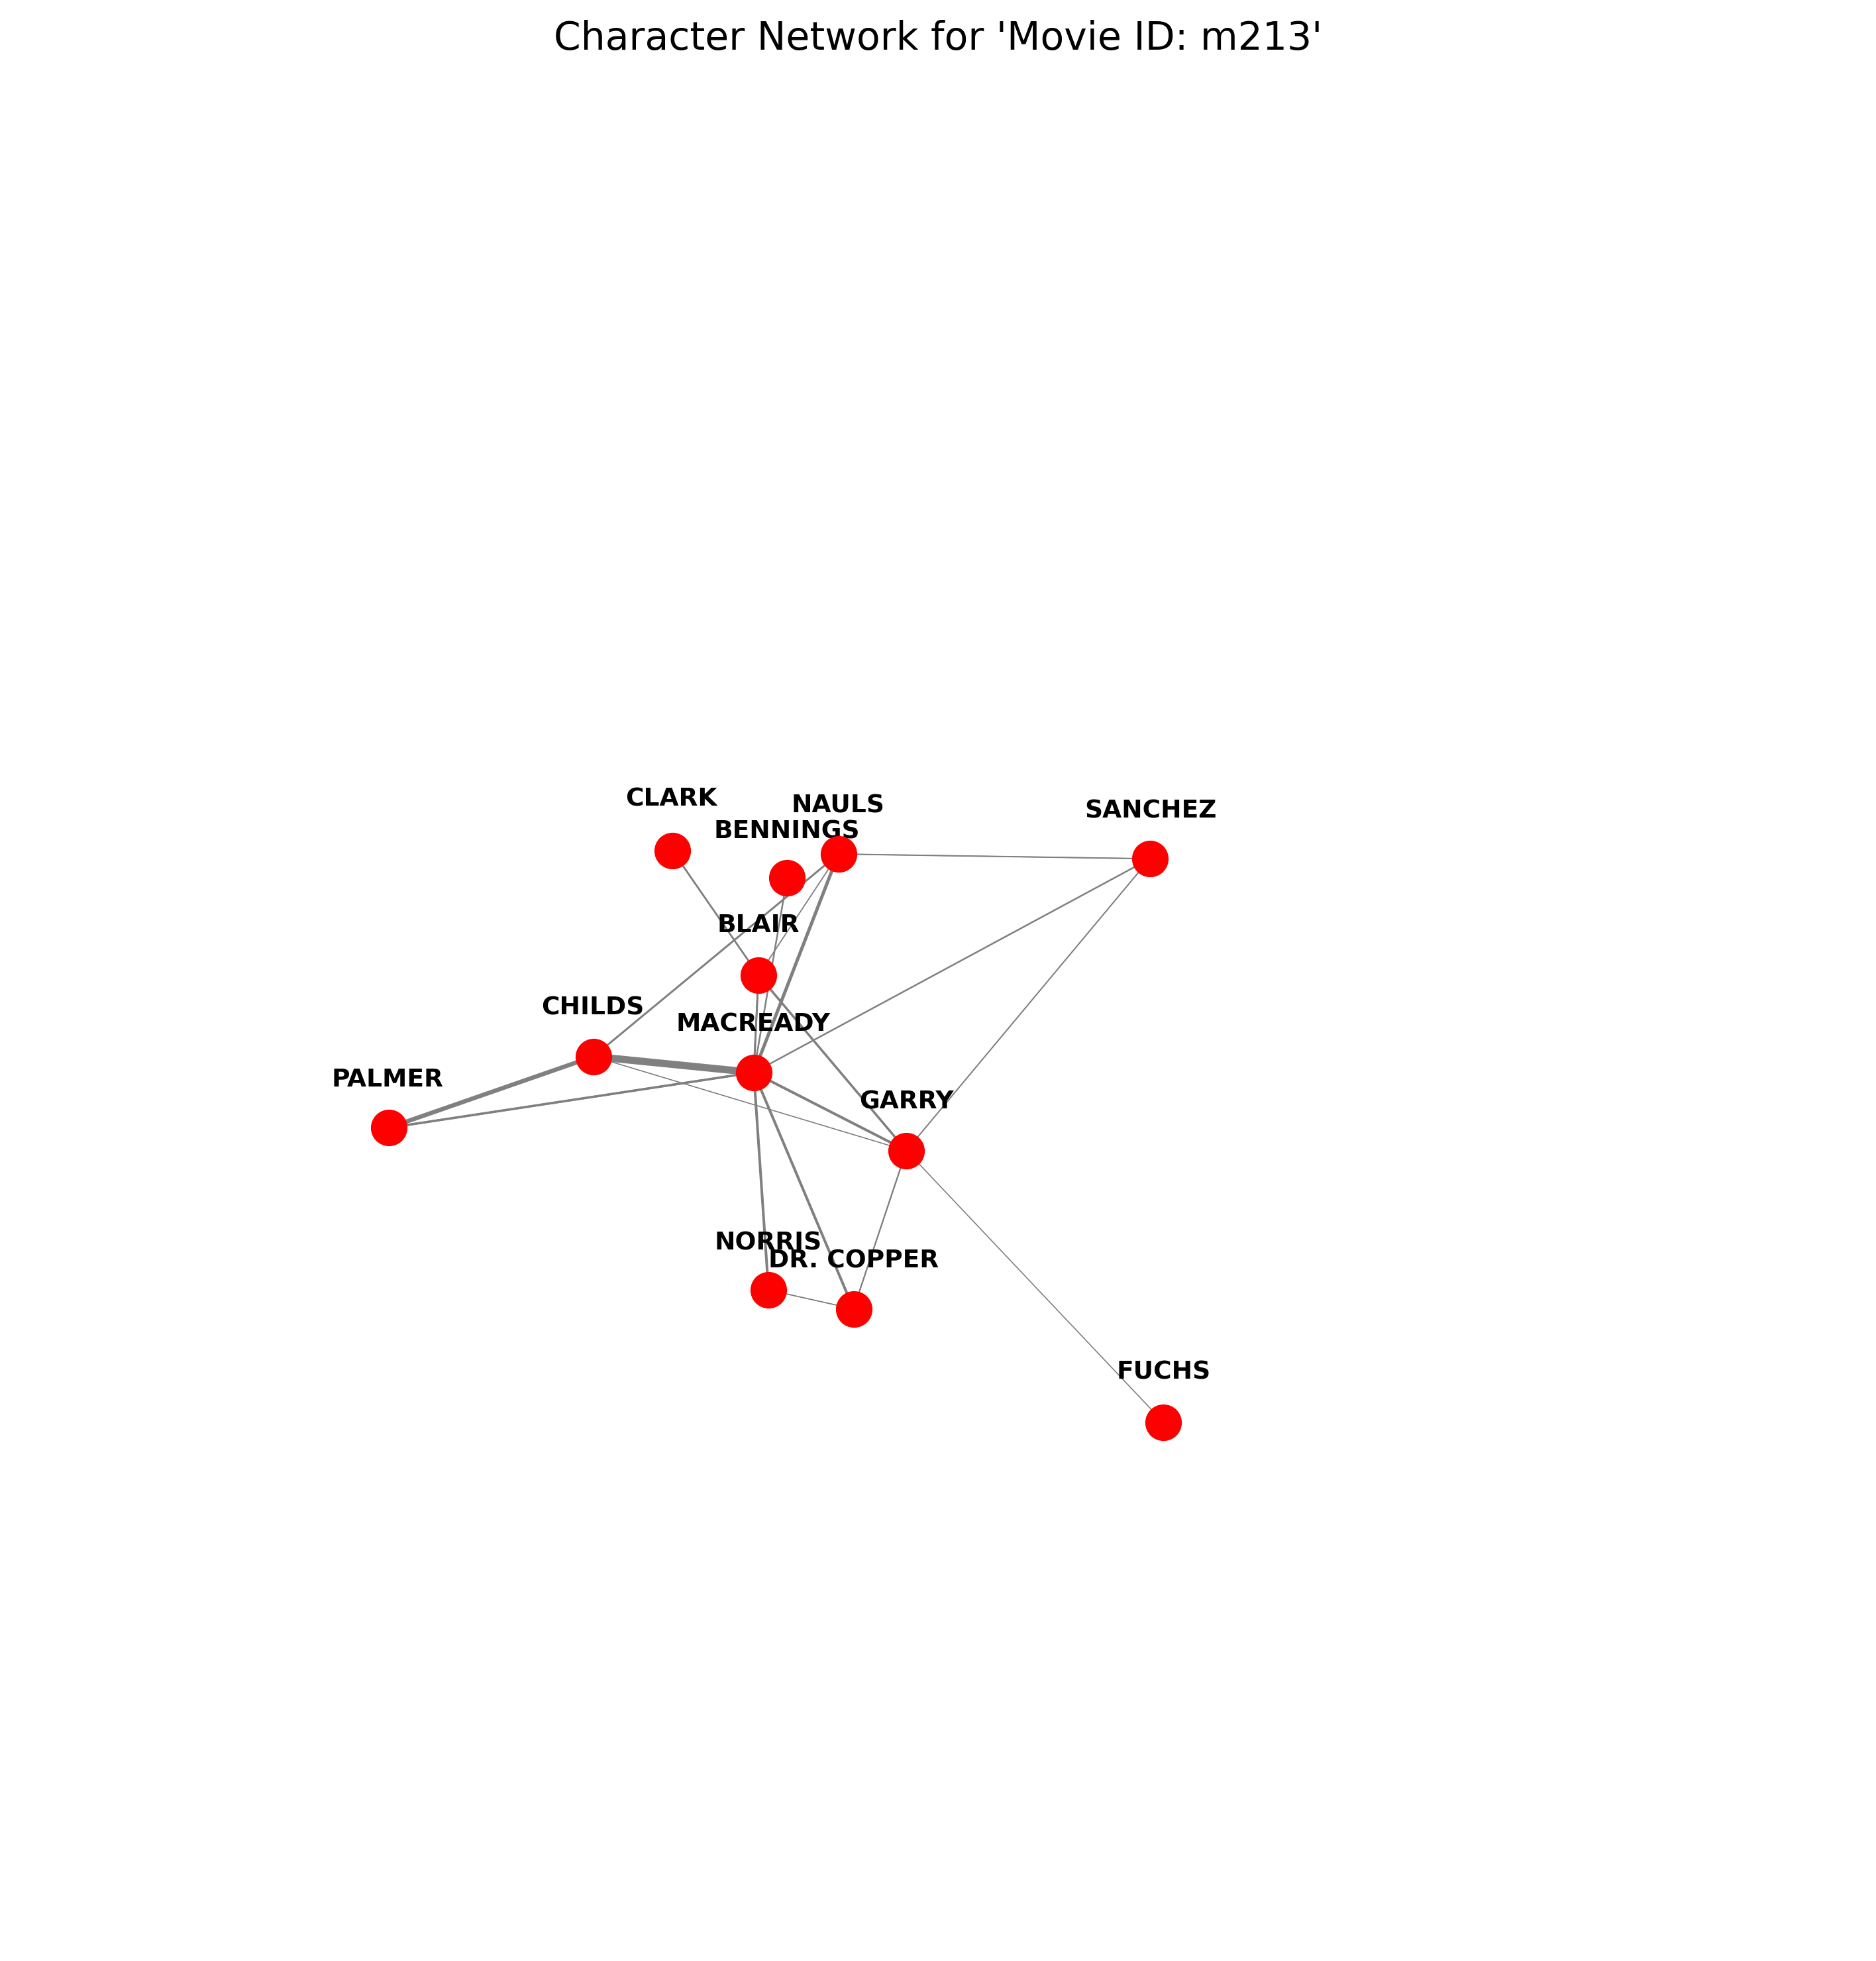 Character Network for 'Movie ID: m213'
CLARK
NAULS
SANCHEZ
BENNINGS
BLAIR
CHILDS
MACREADY
PALMER
GARRY
NORRIS
DR. COPPER
FUCHS